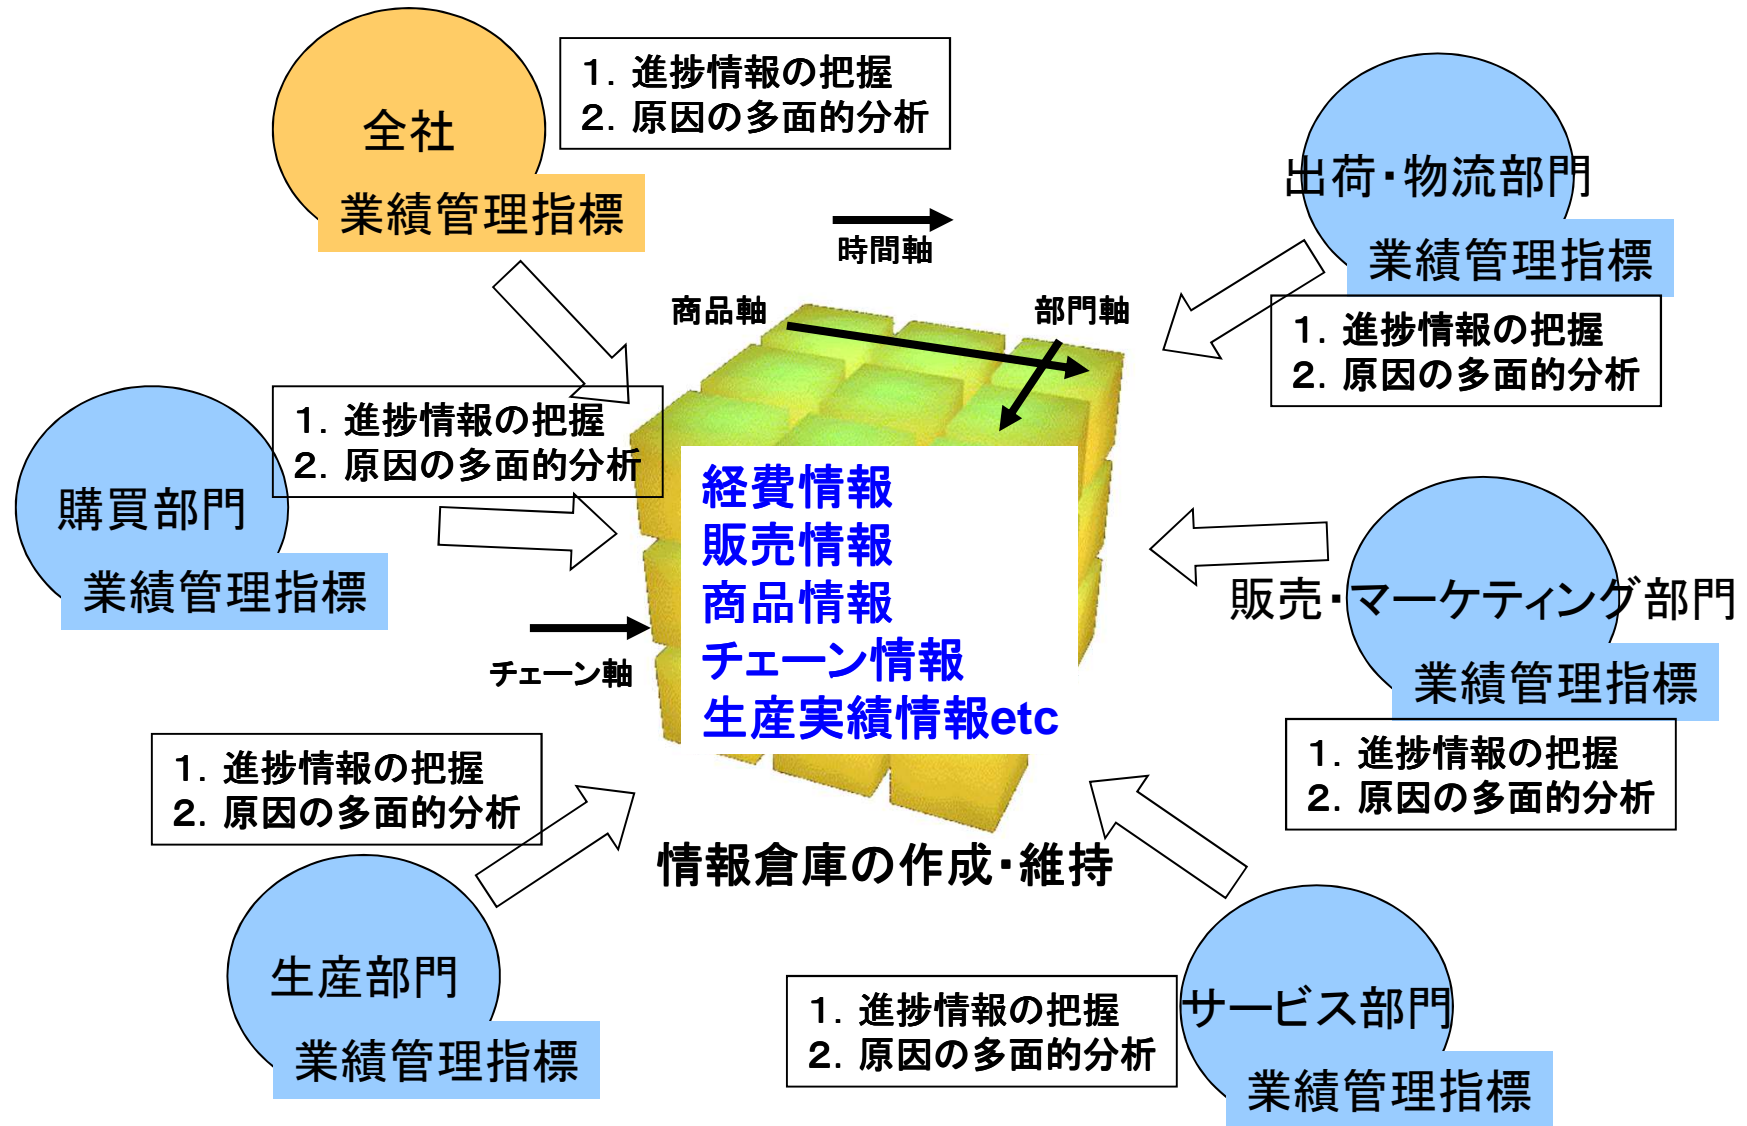 全社
業績管理指標
1. 進捗情報の把握
2. 原因の多面的分析
出荷・物流部門
業績管理指標
1. 進捗情報の把握
2. 原因の多面的分析
時間軸
商品軸
部門軸
1. 進捗情報の把握
2. 原因の多面的分析
購買部門
業績管理指標
経費情報
販売情報
商品情報
チェーン情報
生産実績情報etc
チェーン軸
販売・マーケティング部門
業績管理指標
1. 進捗情報の把握
2. 原因の多面的分析
1. 進捗情報の把握
2. 原因の多面的分析
生産部門
業績管理指標
情報倉庫の作成・維持
1. 進捗情報の把握
2. 原因の多面的分析
サービス部門
業績管理指標